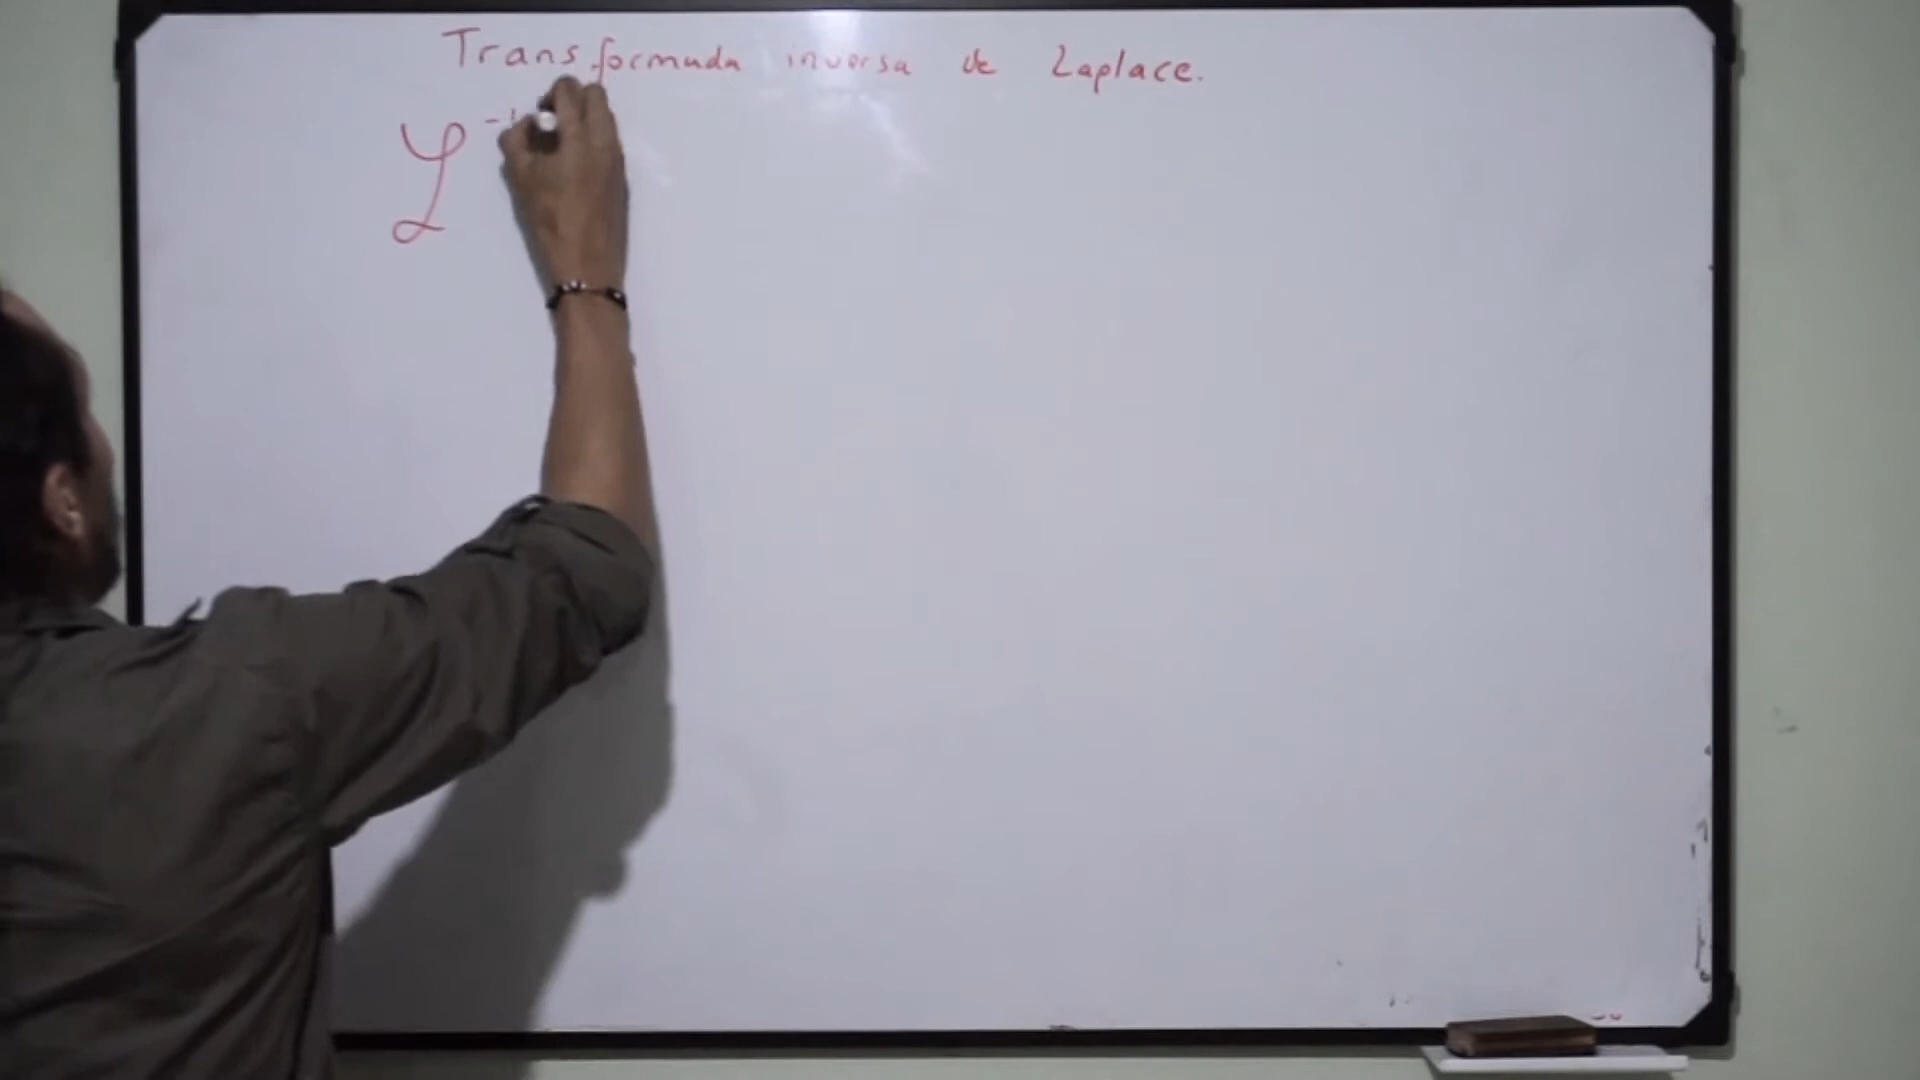 Transformada inversa de Laplace.
ℒ⁻¹